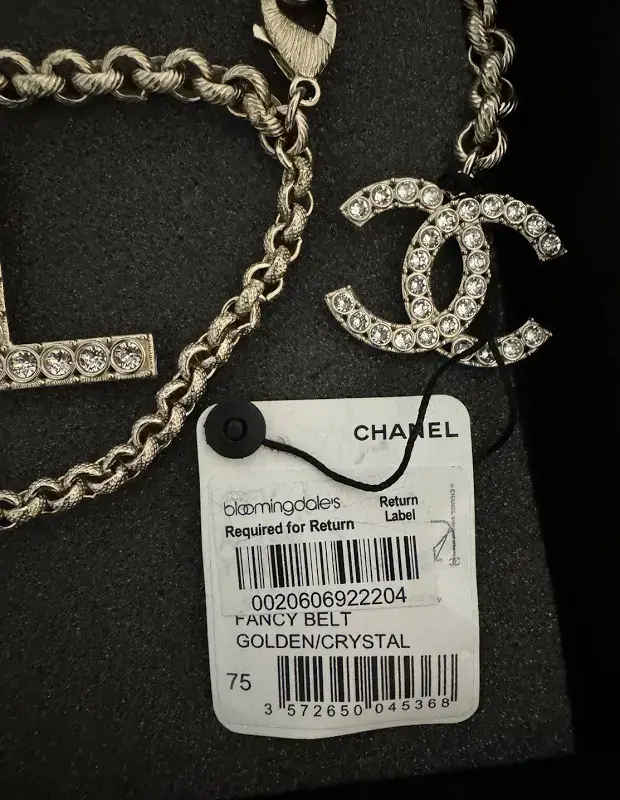 CHANEL
bloomingdale's
Return
Label
Required for Return
0020606922204
FANCY BELT
GOLDEN/CRYSTAL
75
3 572650 045368